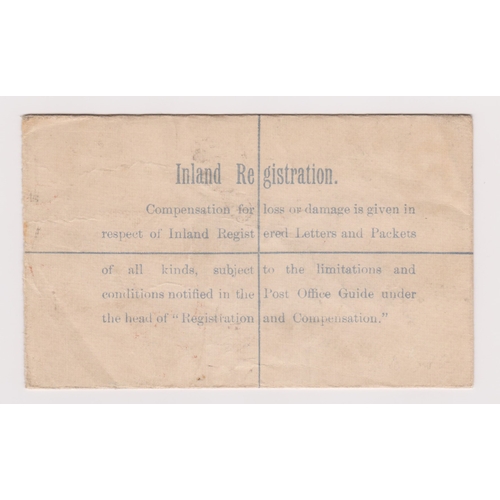 Inland Registration.
Compensation for loss or damage is given in
respect of Inland Registered Letters and Packets
of all kinds, subject to the limitations and
conditions notified in the Post Office Guide under
the head of "Registration and Compensation."